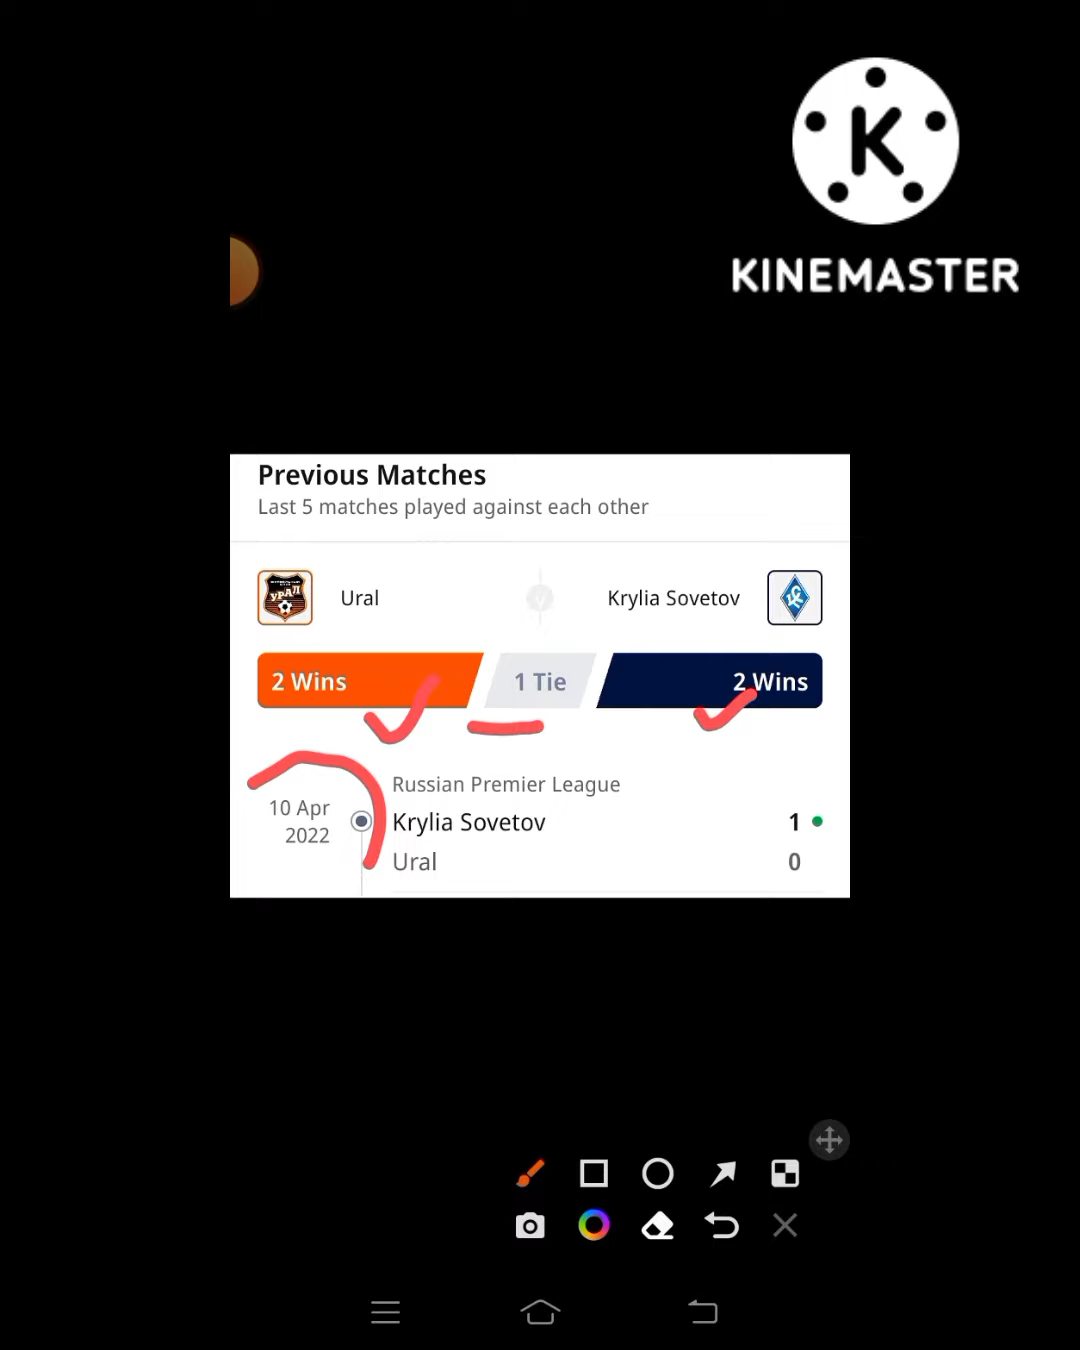 K
KINEMASTER
Previous Matches
Last 5 matches played against each other
УРАЛ
Ural
Krylia Sovetov
2 Wins
1 Tie
2 Wins
Russian Premier League
10 Apr
2022
Krylia Sovetov 1
Ural 0